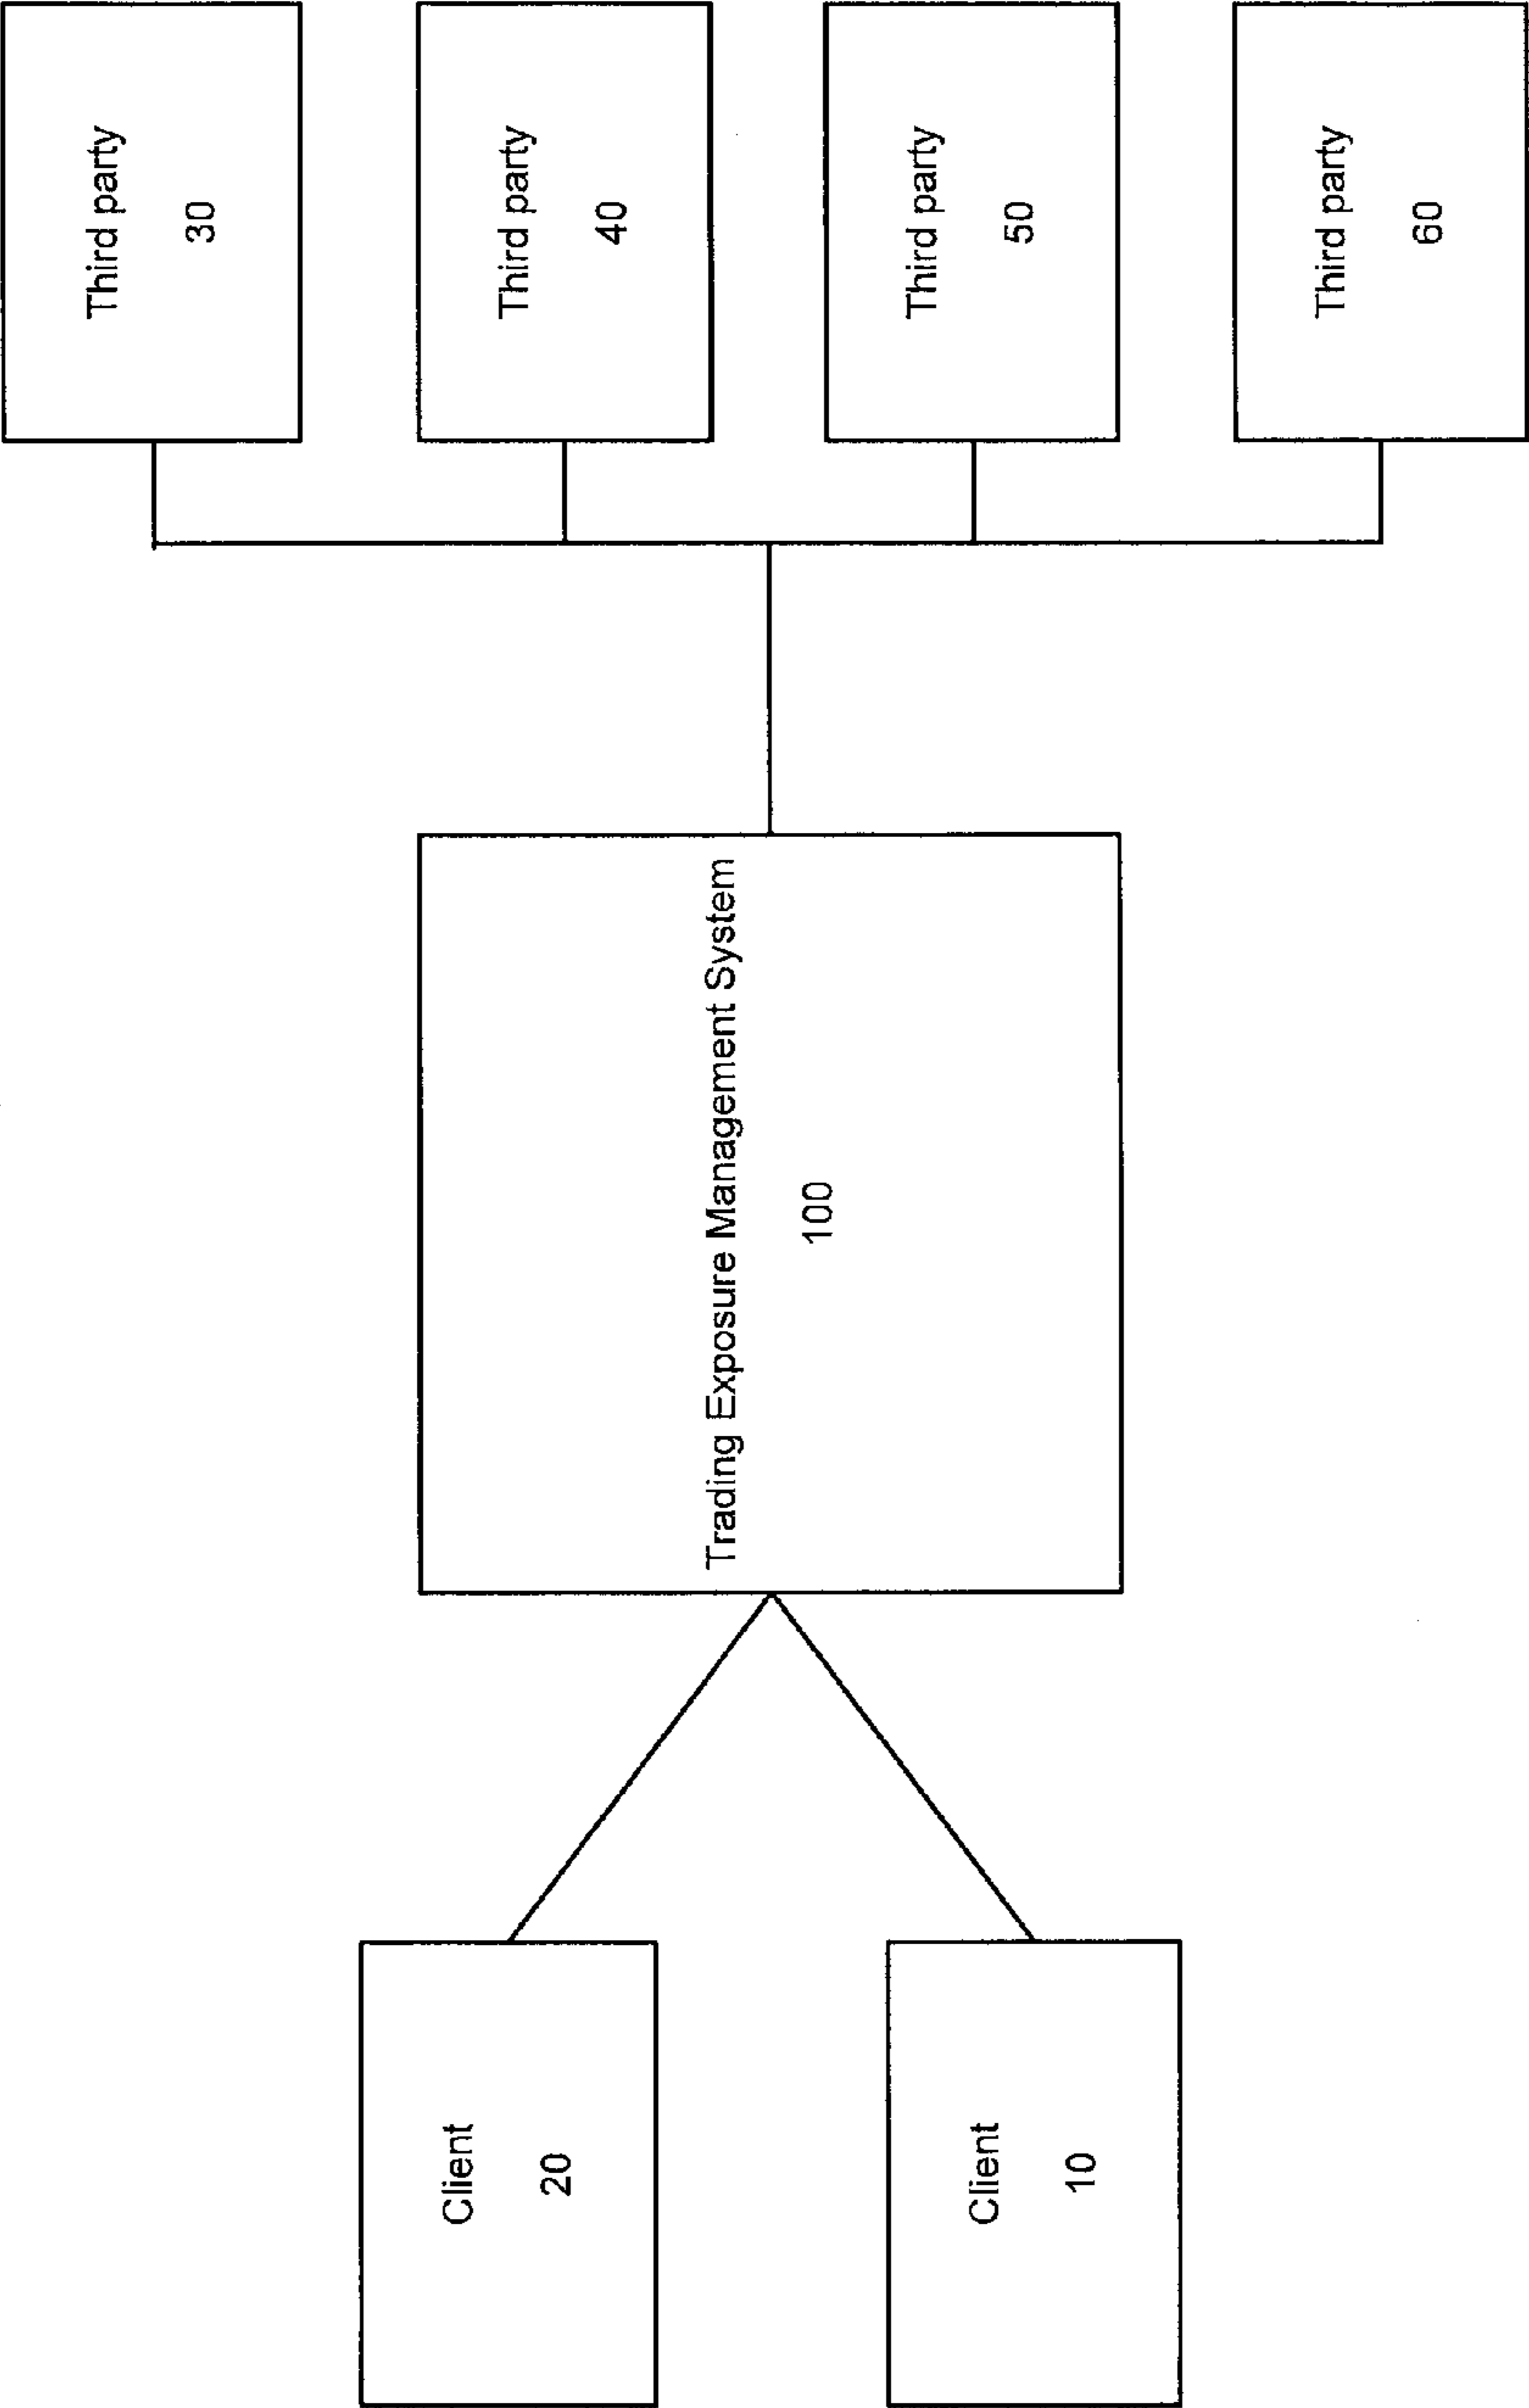 Client
20
Client
10
Trading Exposure Management System
100
Third party
30
Third party
40
Third party
50
Third party
60